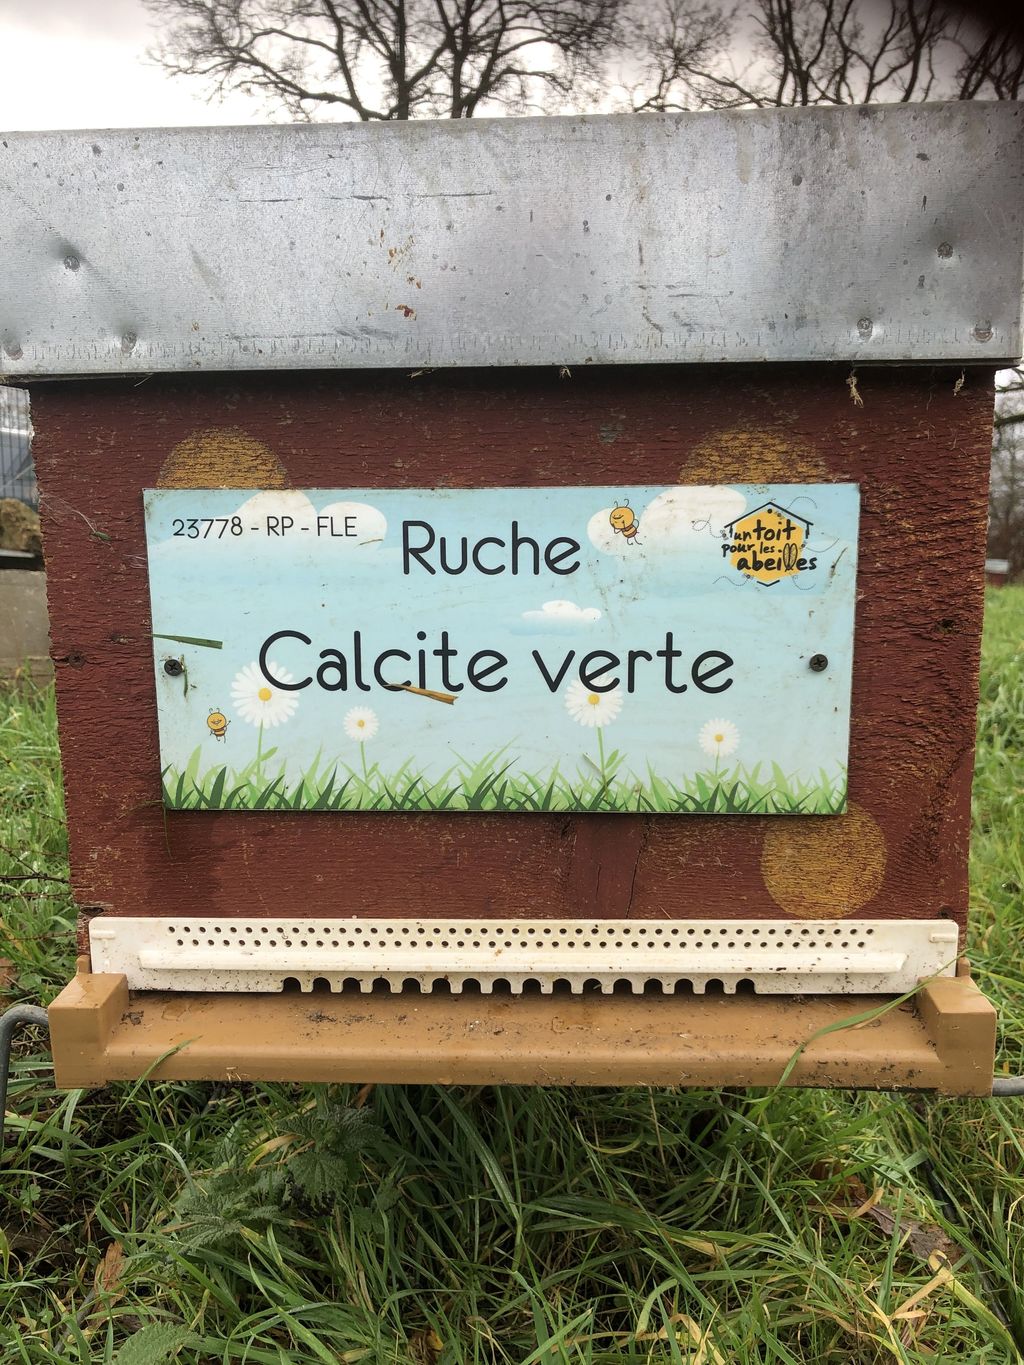 23778 - RP - FLE
Ruche
un toit
pour les
abeilles
Calcite verte